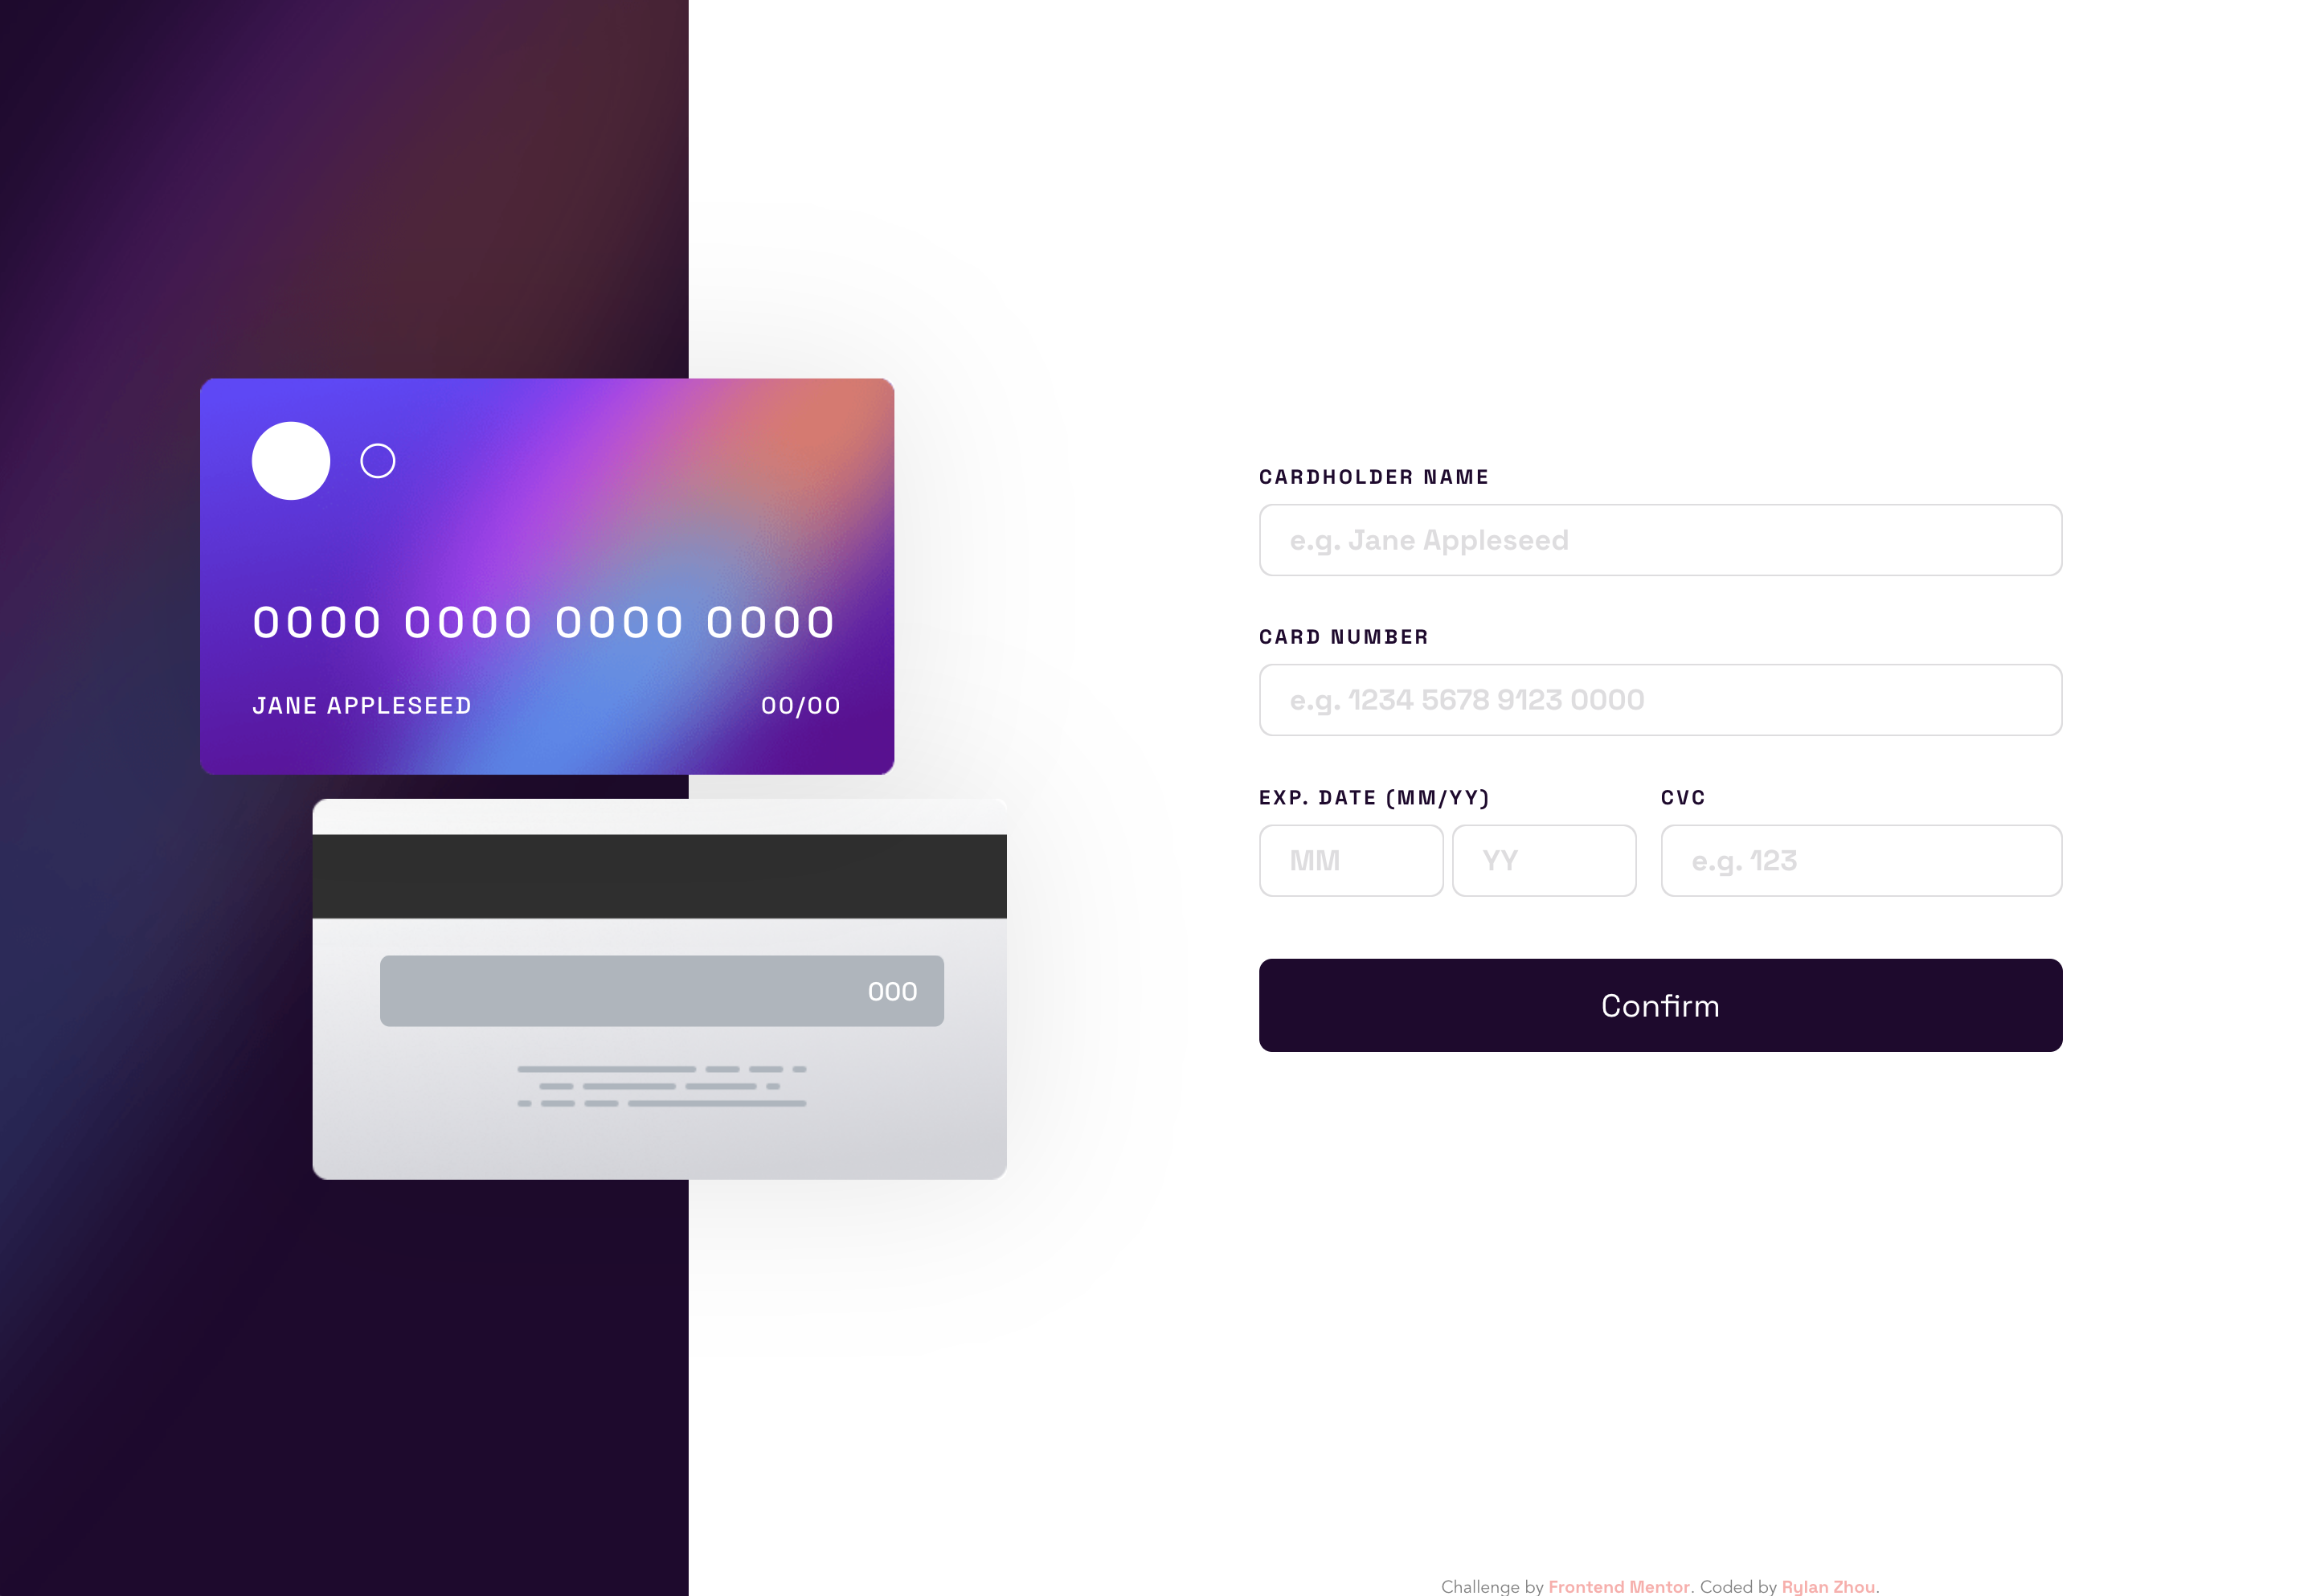 0000 0000 0000 0000
JANE APPLESEED 00/00
000
CARDHOLDER NAME
e.g. Jane Appleseed
CARD NUMBER
e.g. 1234 5678 9123 0000
EXP. DATE (MM/YY) CVC
MM YY e.g. 123
Confirm
Challenge by Frontend Mentor. Coded by Rylan Zhou.